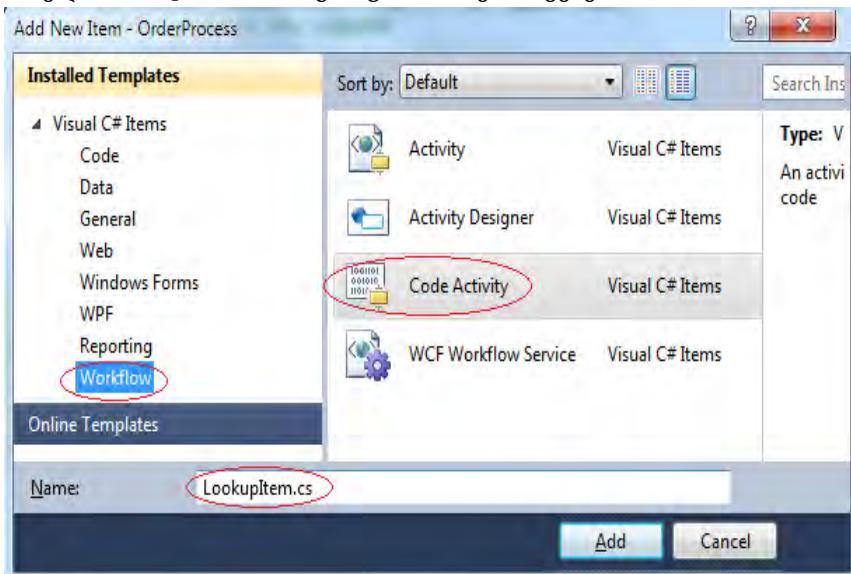 Add New Item - OrderProcess
Installed Templates
Sort by: Default
Search Ins
Visual C# Items
Code
Data
General
Web
Windows Forms
WPF
Reporting
Workflow
Online Templates
Activity Visual C# Items
Activity Designer Visual C# Items
Code Activity Visual C# Items
WCF Workflow Service Visual C# Items
Type: V
An activi
code
Name: LookupItem.cs
Add Cancel